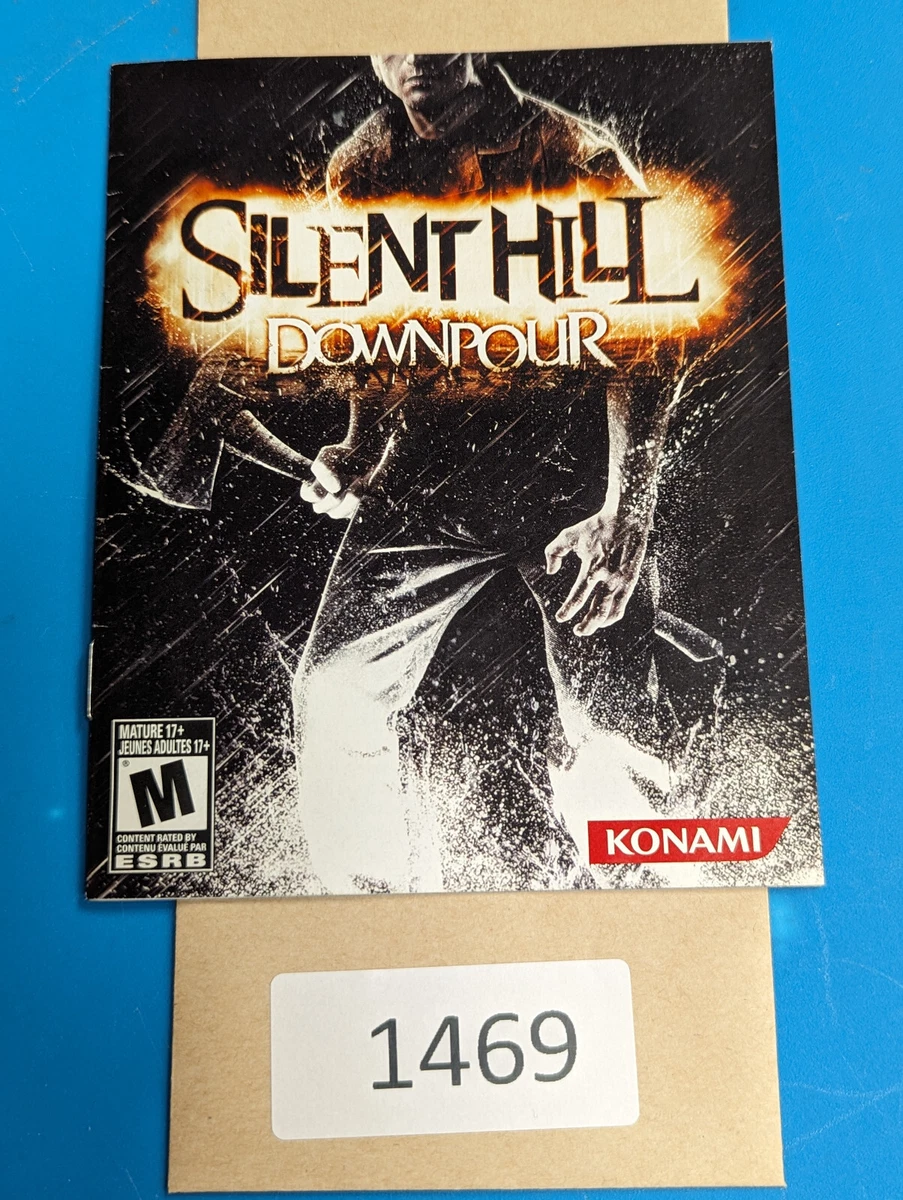 SILENT HILL
DOWNPOUR
MATURE 17+
JEUNES ADULTES 17+
®
M
CONTENT RATED BY
CONTENU ÉVALUÉ PAR
ESRB
KONAMI
1469